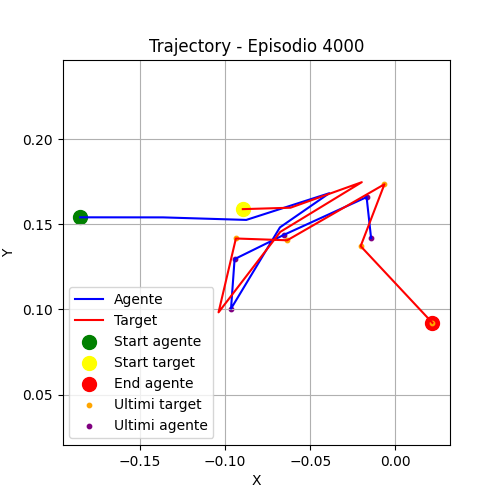 Trajectory - Episodio 4000
Y
0.20
0.15
0.10
0.05
Agente
Target
Start agente
Start target
End agente
Ultimi target
Ultimi agente
−0.15
−0.10
−0.05
0.00
X